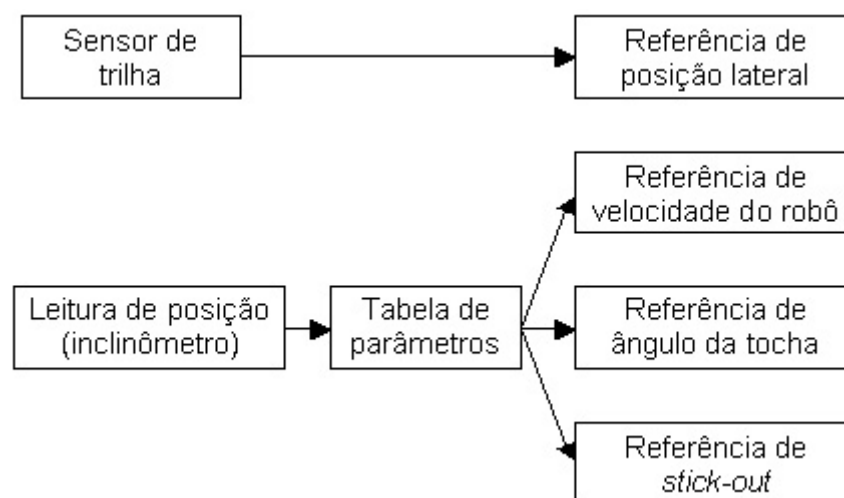 Sensor de
trilha
Referência de
posição lateral
Referência de
velocidade do robô
Leitura de posição
(inclinômetro)
Tabela de
parâmetros
Referência de
ângulo da tocha
Referência de
stick-out